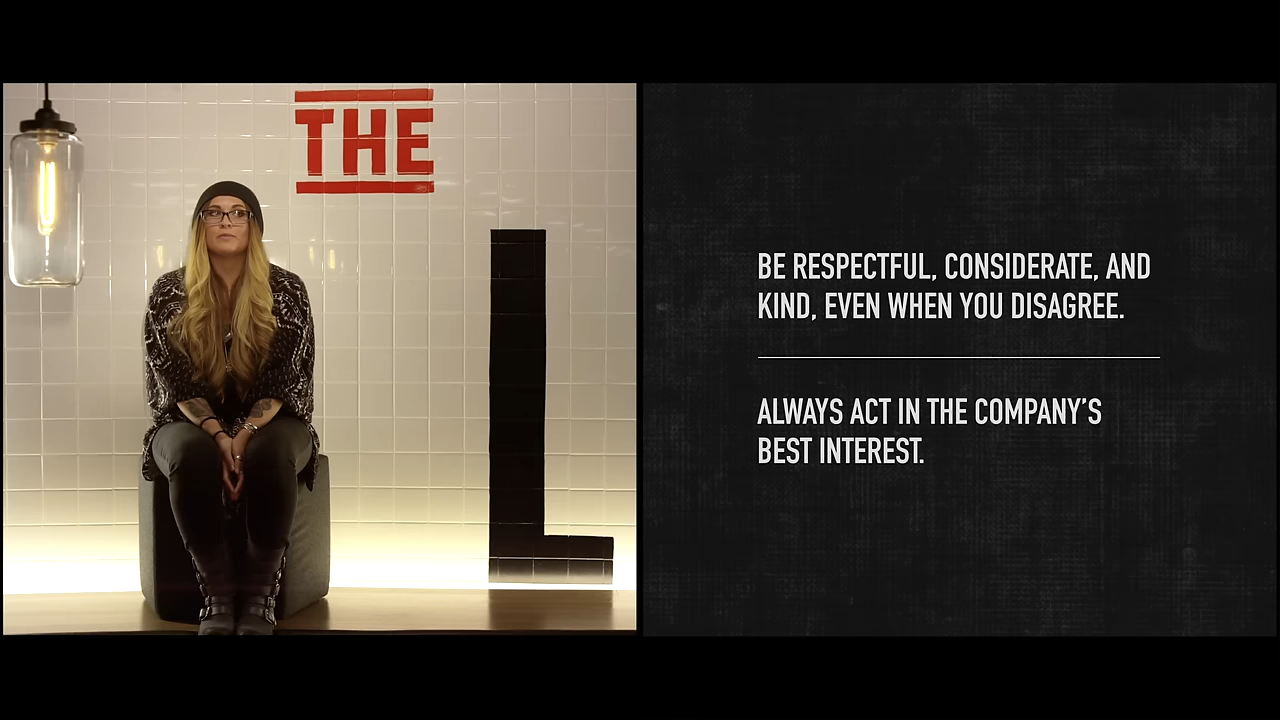 THE
L
BE RESPECTFUL, CONSIDERATE, AND
KIND, EVEN WHEN YOU DISAGREE.
ALWAYS ACT IN THE COMPANY’S
BEST INTEREST.